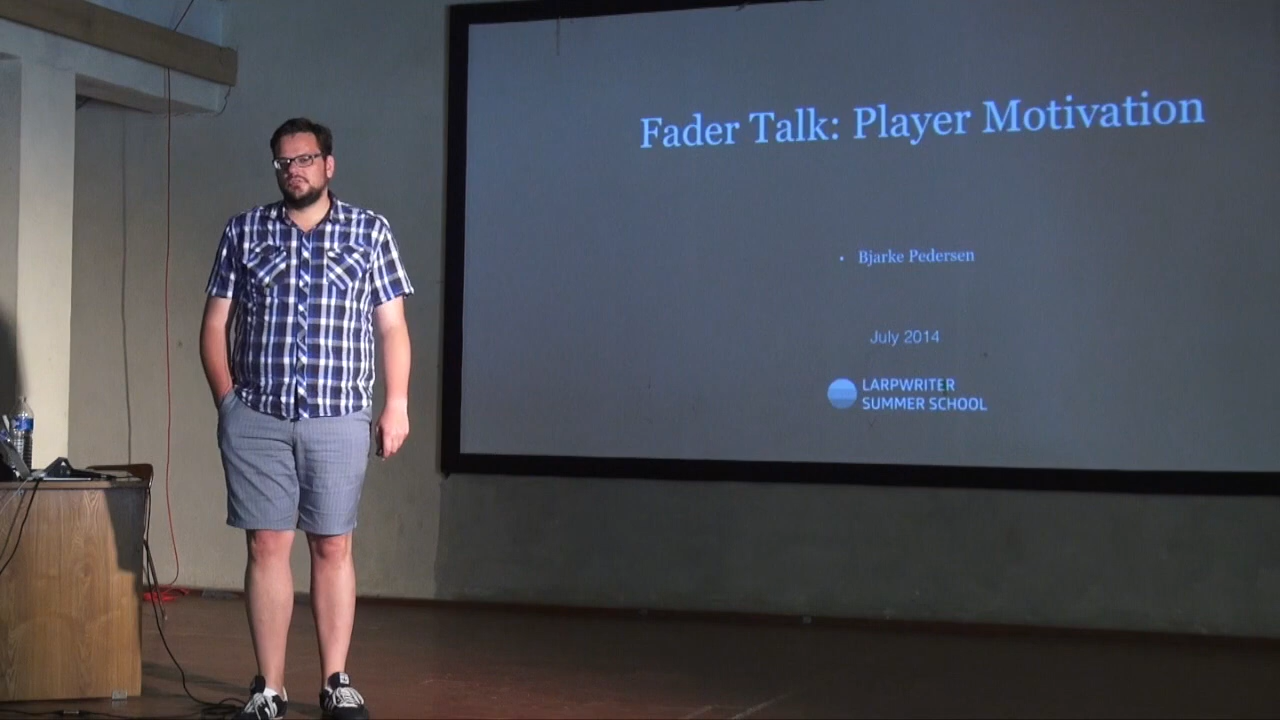 Fader Talk: Player Motivation
• Bjarke Pedersen
July 2014
LARPWRITER
SUMMER SCHOOL